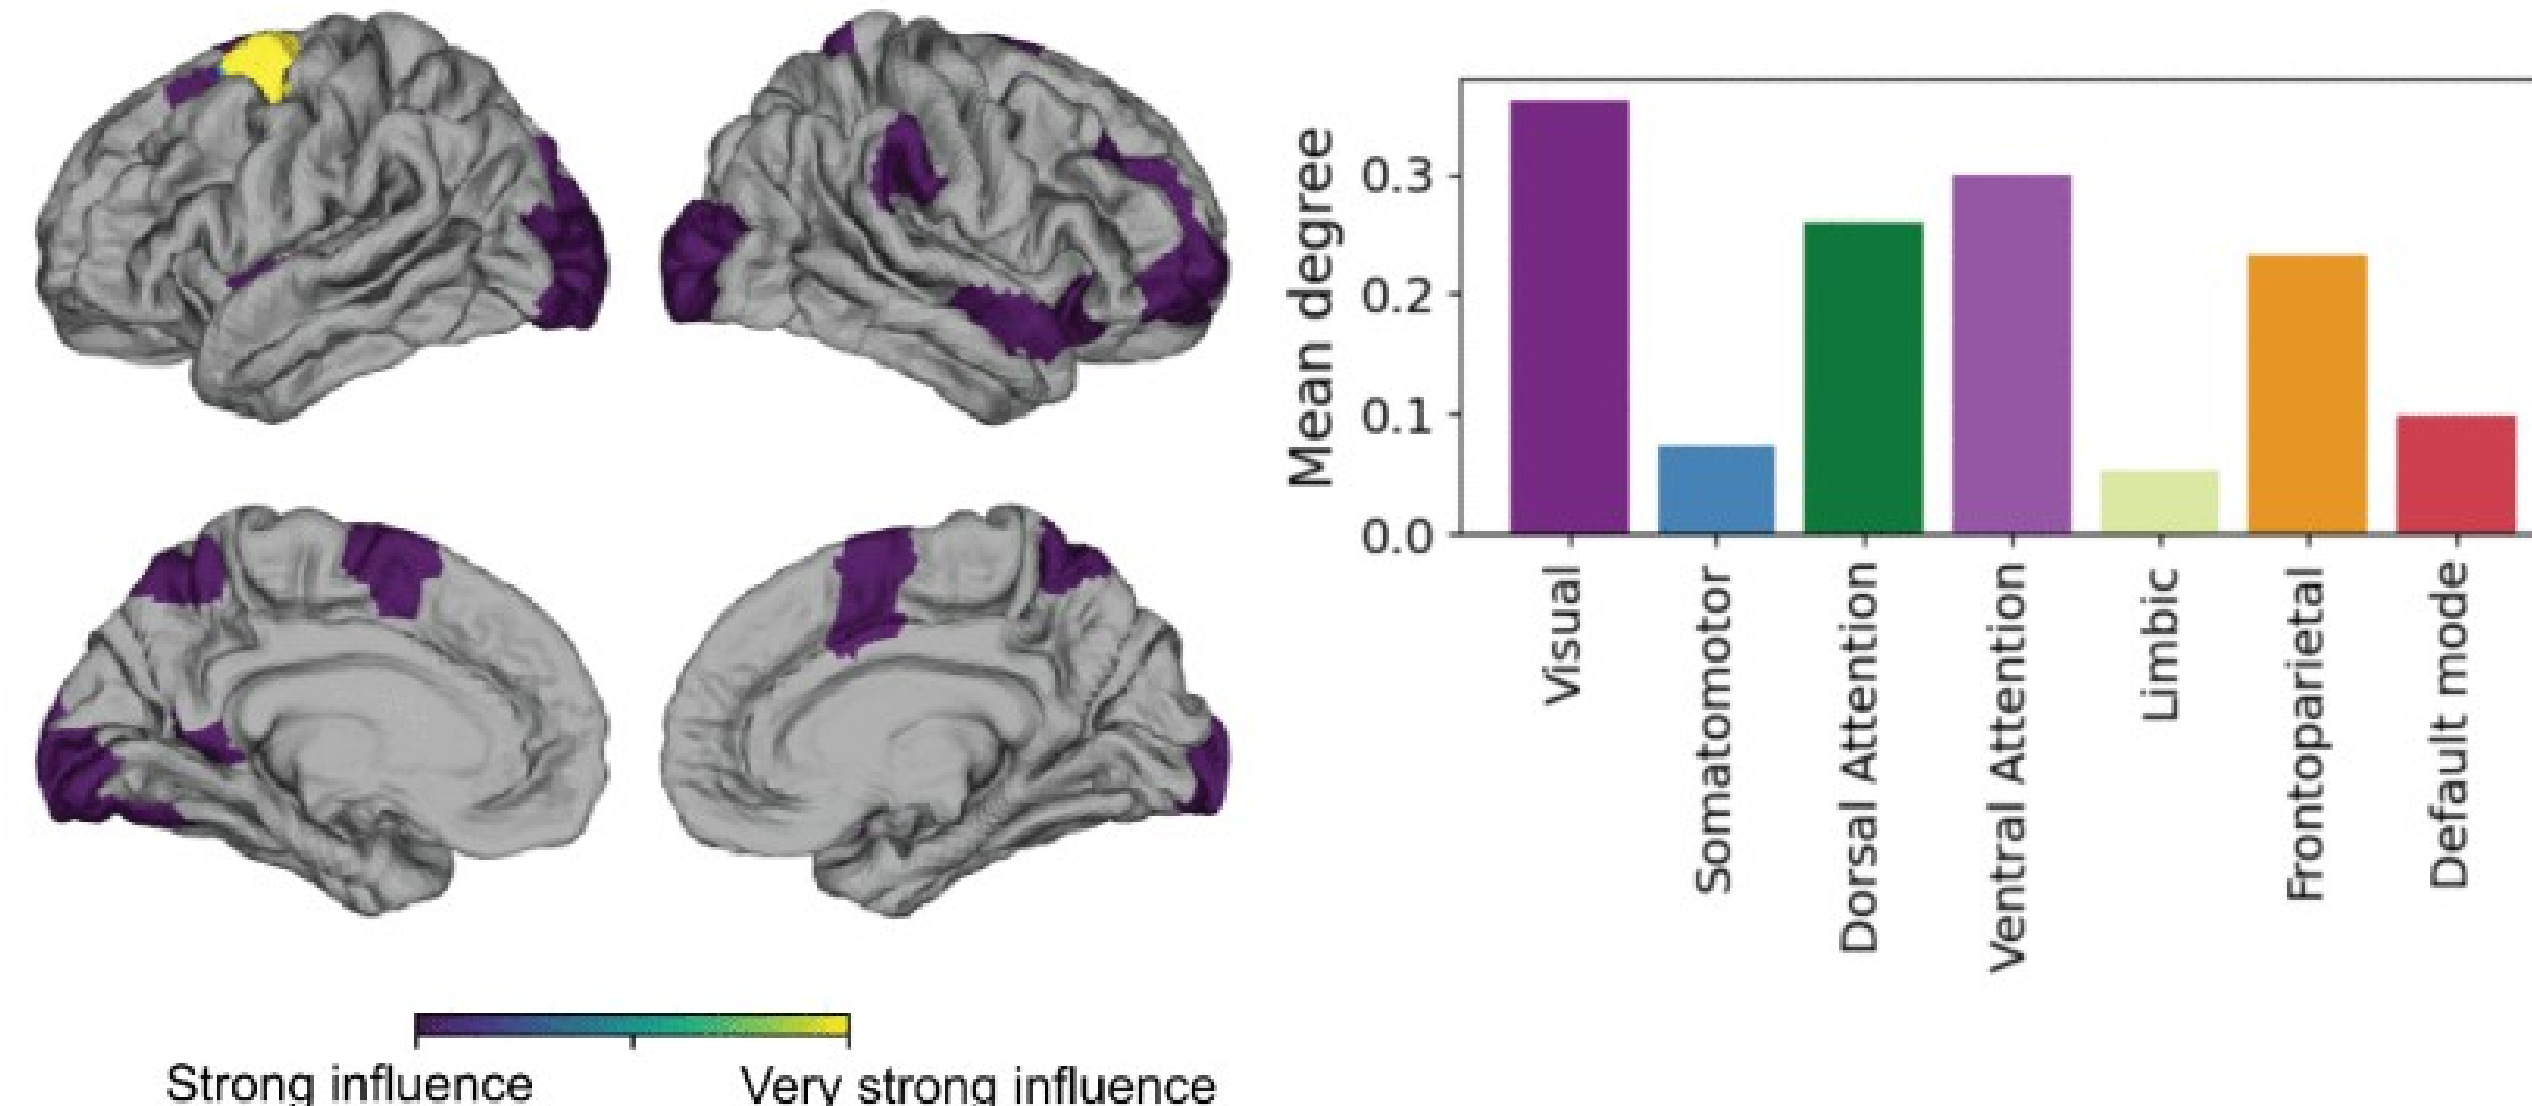 Mean degree
0.3
0.2
0.1
0.0
Visual
Somatomotor
Dorsal Attention
Ventral Attention
Limbic
Frontoparietal
Default mode
Strong influence
Very strong influence